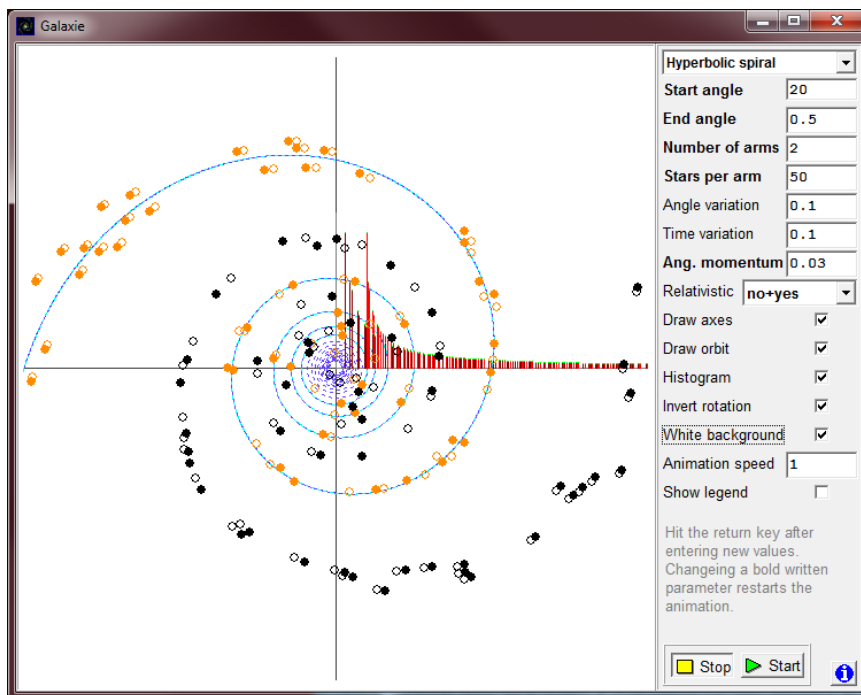 Galaxie
Hyperbolic spiral
Start angle 20
End angle 0.5
Number of arms 2
Stars per arm 50
Angle variation 0.1
Time variation 0.1
Ang. momentum 0.03
Relativistic no+yes
Draw axes
Draw orbit
Histogram
Invert rotation
White background
Animation speed 1
Show legend
Hit the return key after
entering new values.
Changeing a bold written
parameter restarts the
animation.
Stop Start